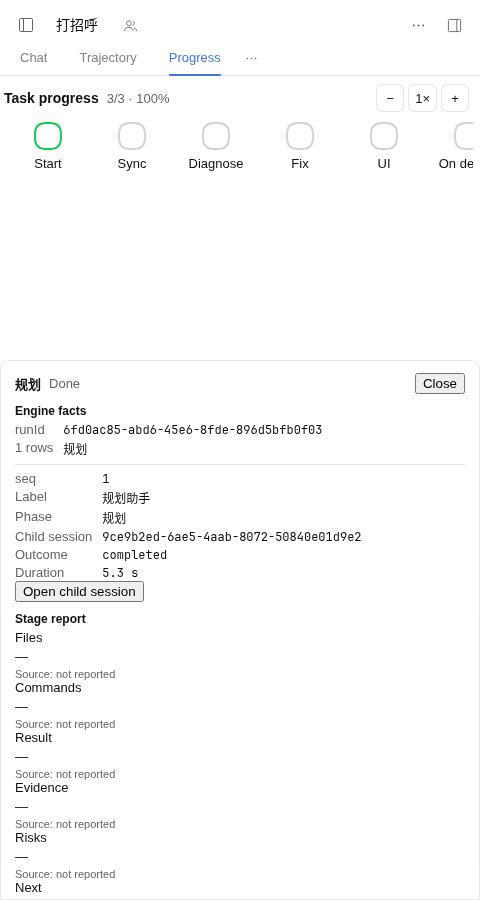 打招呼
Chat Trajectory Progress ...
Task progress 3/3 · 100% − 1× +
Start Sync Diagnose Fix UI On de
规划 Done Close
Engine facts
runId 6fd0ac85-abd6-45e6-8fde-896d5bfb0f03
1 rows 规划
seq 1
Label 规划助手
Phase 规划
Child session 9ce9b2ed-6ae5-4aab-8072-50840e01d9e2
Outcome completed
Duration 5.3 s
Open child session
Stage report
Files
—
Source: not reported
Commands
—
Source: not reported
Result
—
Source: not reported
Evidence
—
Source: not reported
Risks
—
Source: not reported
Next